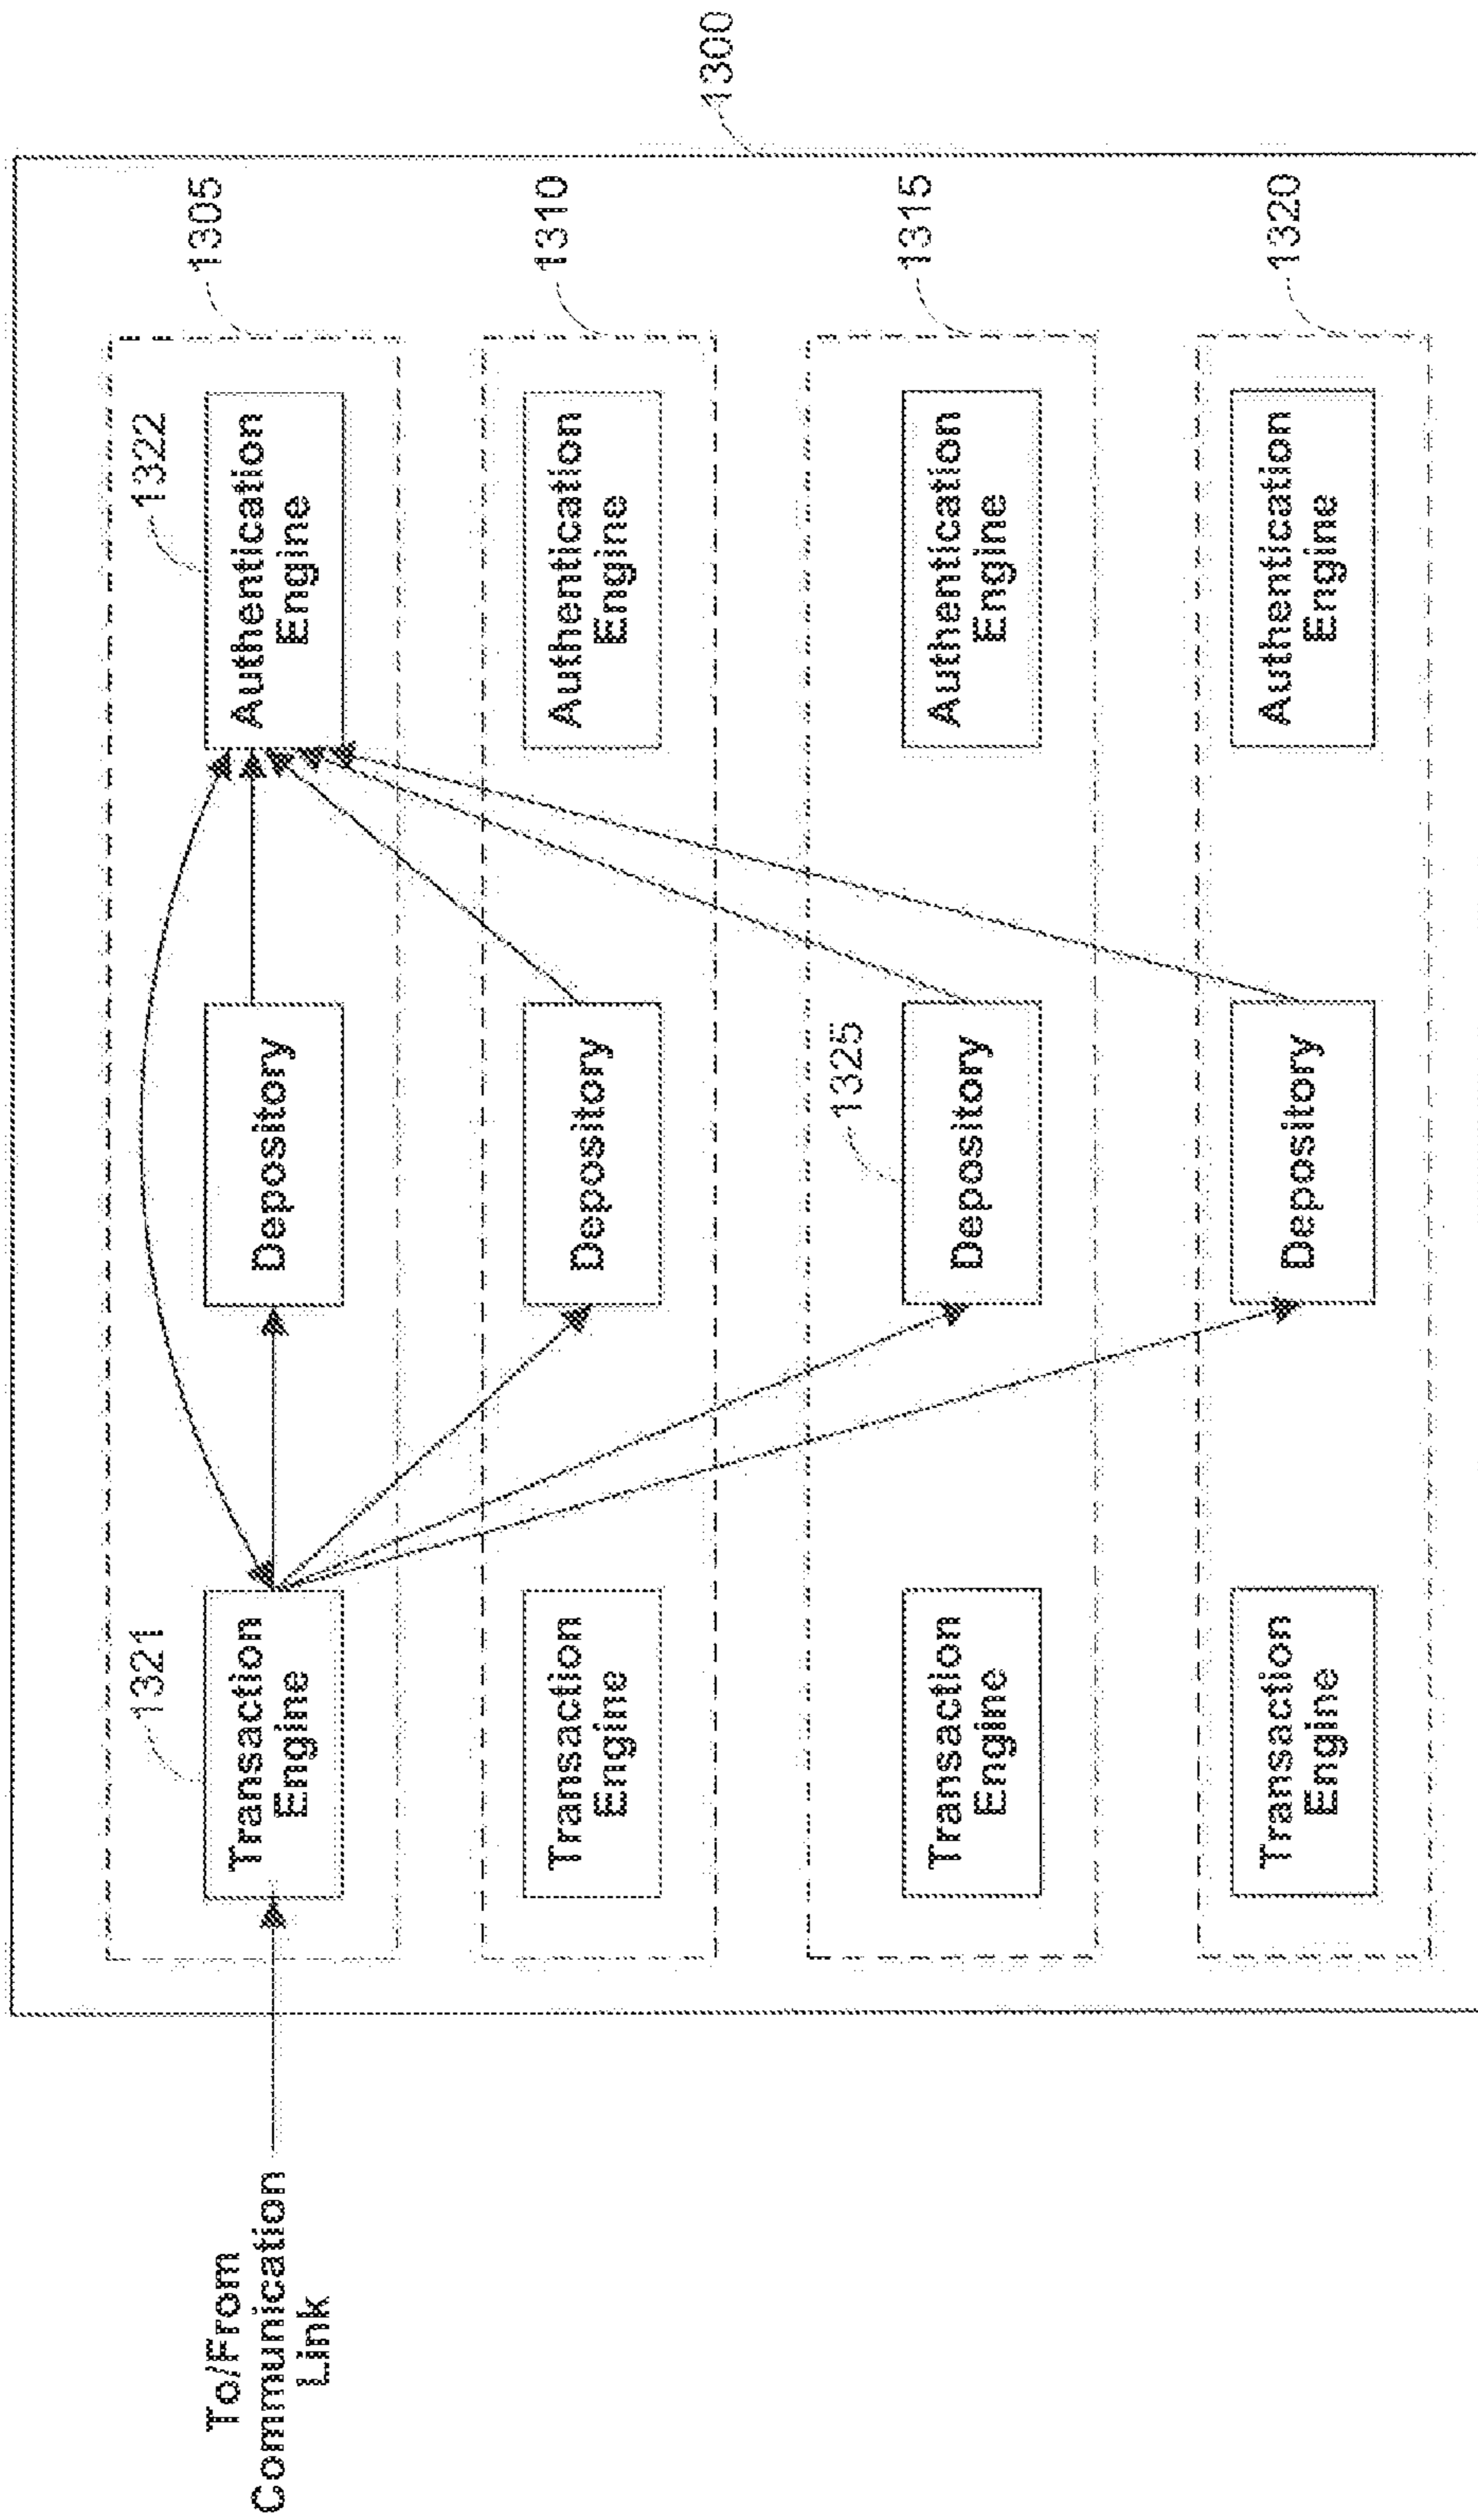 1300
1305
1322
Authentication
Engine
Depository
1321
Transaction
Engine
To/From
Communication
Link
1310
Authentication
Engine
Depository
Transaction
Engine
1315
Authentication
Engine
1325
Depository
Transaction
Engine
1320
Authentication
Engine
Depository
Transaction
Engine